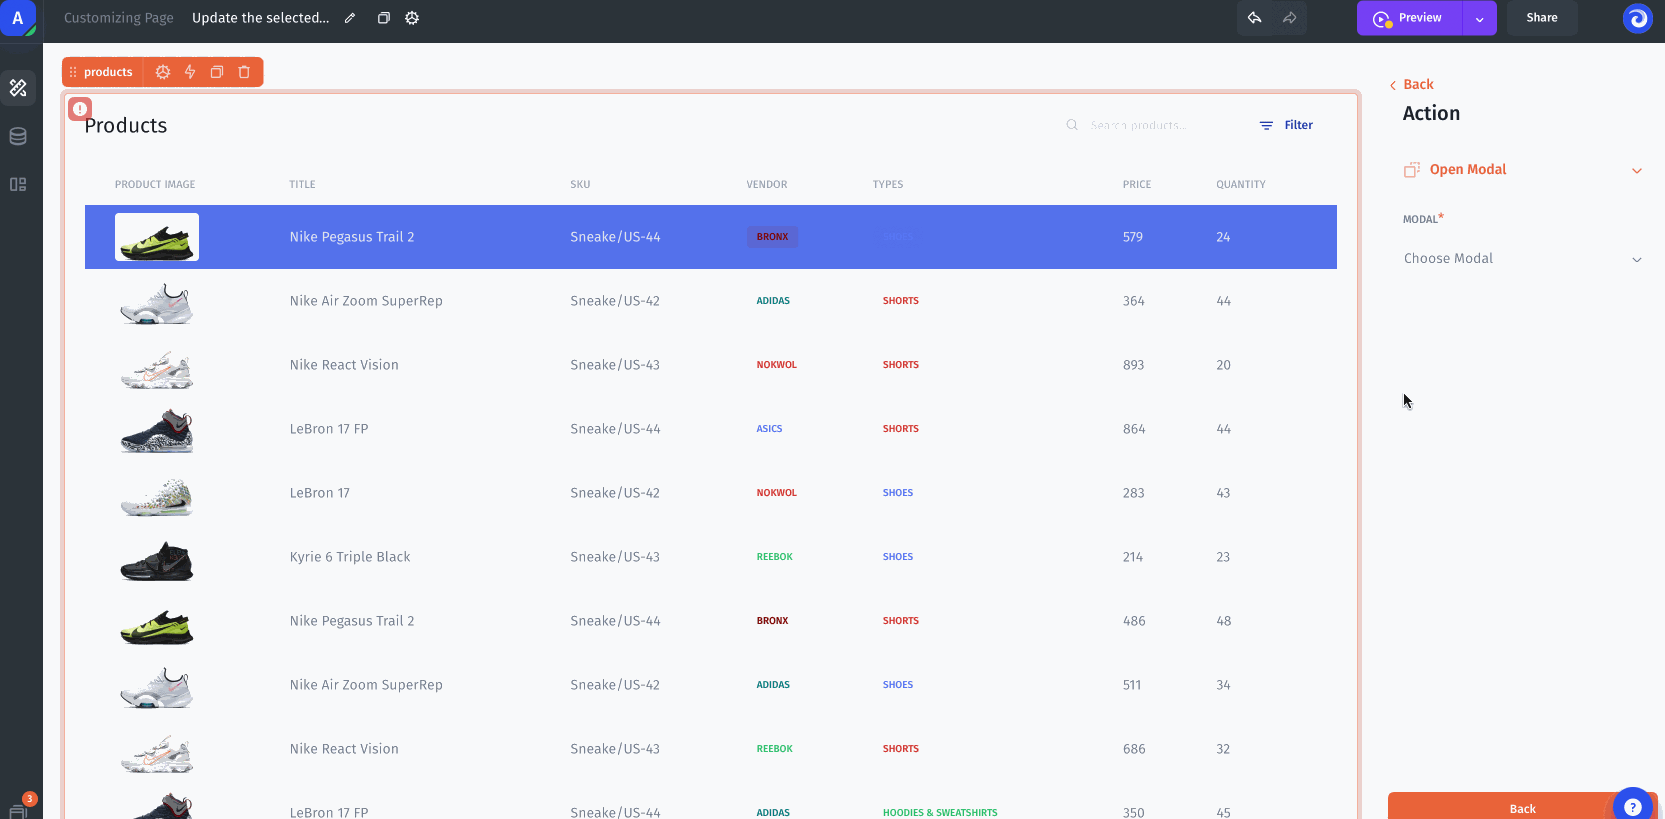 A Customizing Page Update the selected... Preview Share
products
Back
Products Search products... Filter
Action
Open Modal
PRODUCT IMAGE TITLE SKU VENDOR TYPES PRICE QUANTITY
MODAL*
Nike Pegasus Trail 2 Sneake/US-44 BRONX SHOES 579 24
Choose Modal
Nike Air Zoom SuperRep Sneake/US-42 ADIDAS SHORTS 364 44
Nike React Vision Sneake/US-43 NOKWOL SHORTS 893 20
LeBron 17 FP Sneake/US-44 ASICS SHORTS 864 44
LeBron 17 Sneake/US-42 NOKWOL SHOES 283 43
Kyrie 6 Triple Black Sneake/US-43 REEBOK SHOES 214 23
Nike Pegasus Trail 2 Sneake/US-44 BRONX SHORTS 486 48
Nike Air Zoom SuperRep Sneake/US-42 ADIDAS SHOES 511 34
Nike React Vision Sneake/US-43 REEBOK SHORTS 686 32
3
LeBron 17 FP Sneake/US-44 ADIDAS HOODIES & SWEATSHIRTS 350 45
Back ?